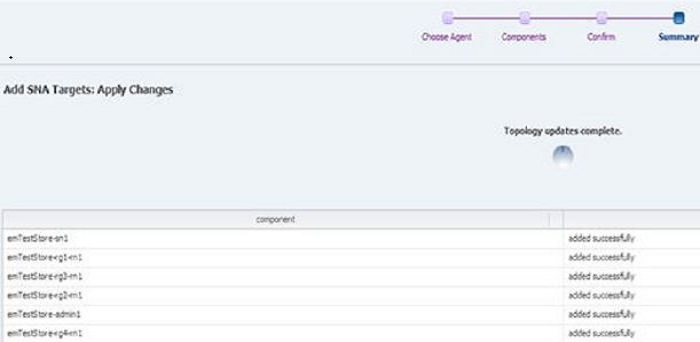 Choose Agent Components Confirm Summary
Add SNA Targets: Apply Changes
Topology updates complete.
component
emTestStore-sn1 added successfully
emTestStore-rg1-rn1 added successfully
emTestStore-rg3-rn1 added successfully
emTestStore-rg2-rn1 added successfully
emTestStore-admin1 added successfully
emTestStore-rg4-rn1 added successfully